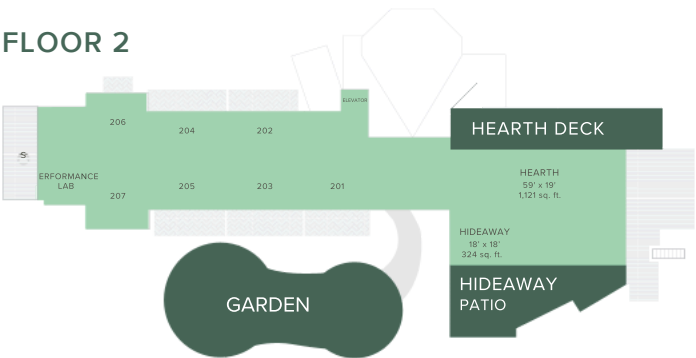 FLOOR 2
ELEVATOR
206
204
202
HEARTH DECK
ERFORMANCE
LAB
207
205
203
201
HEARTH
59' x 19'
1,121 sq. ft.
HIDEAWAY
18' x 18'
324 sq. ft.
GARDEN
HIDEAWAY
PATIO